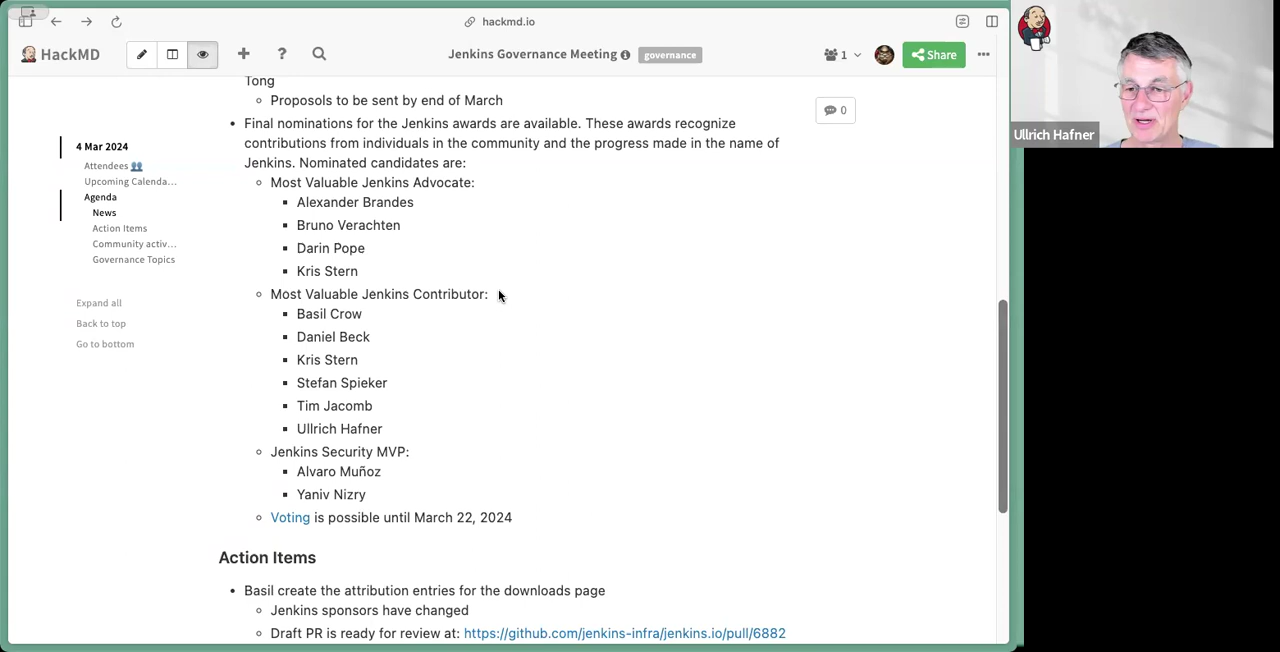 hackmd.io
HackMD
Jenkins Governance Meeting
governance
1
Share
Ullrich Hafner
4 Mar 2024
Attendees 👥
Upcoming Calenda...
Agenda
News
Action Items
Community activ...
Governance Topics
Expand all
Back to top
Go to bottom
Tong
Proposals to be sent by end of March
0
Final nominations for the Jenkins awards are available. These awards recognize
contributions from individuals in the community and the progress made in the name of
Jenkins. Nominated candidates are:
Most Valuable Jenkins Advocate:
Alexander Brandes
Bruno Verachten
Darin Pope
Kris Stern
Most Valuable Jenkins Contributor:
Basil Crow
Daniel Beck
Kris Stern
Stefan Spieker
Tim Jacomb
Ullrich Hafner
Jenkins Security MVP:
Alvaro Muñoz
Yaniv Nizry
Voting is possible until March 22, 2024
Action Items
Basil create the attribution entries for the downloads page
Jenkins sponsors have changed
Draft PR is ready for review at: https://github.com/jenkins-infra/jenkins.io/pull/6882